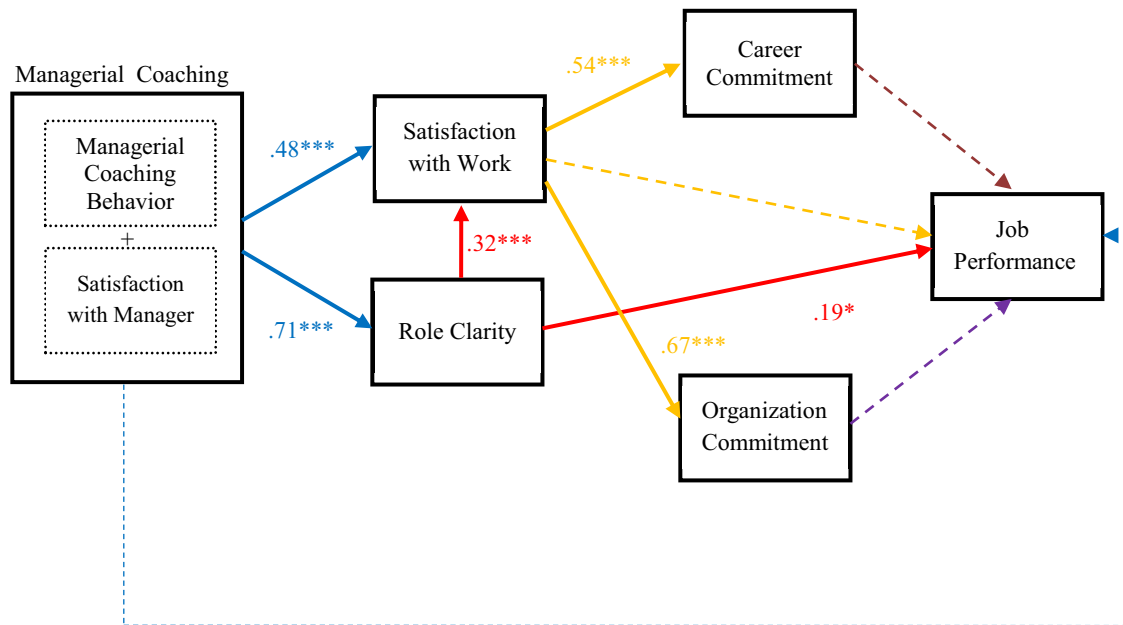 Managerial Coaching
Managerial
Coaching
Behavior
+
Satisfaction
with Manager
.48***
.71***
Satisfaction
with Work
.32***
Role Clarity
.54***
.67***
.19*
Career
Commitment
Organization
Commitment
Job
Performance